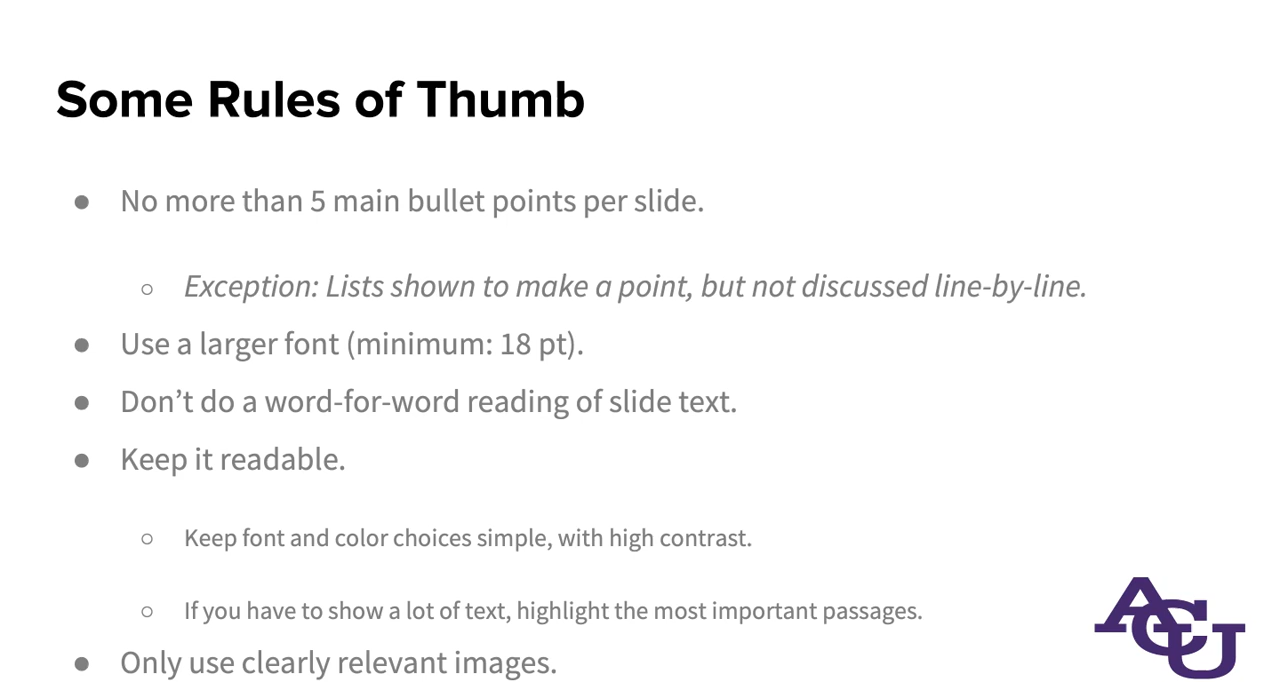 Some Rules of Thumb
● No more than 5 main bullet points per slide.
○ Exception: Lists shown to make a point, but not discussed line-by-line.
● Use a larger font (minimum: 18 pt).
● Don’t do a word-for-word reading of slide text.
● Keep it readable.
○ Keep font and color choices simple, with high contrast.
○ If you have to show a lot of text, highlight the most important passages.
● Only use clearly relevant images.
ACU